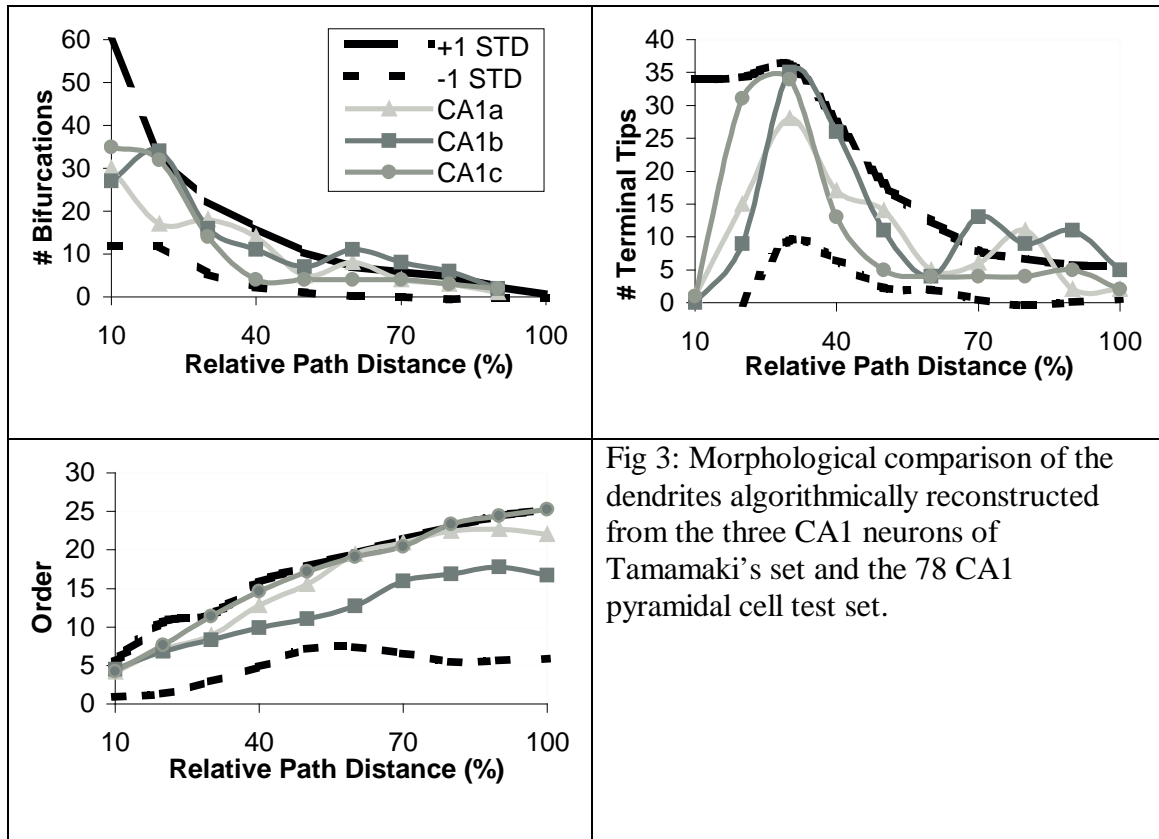 60
50
40
30
20
10
0
# Bifurcations
+1 STD
-1 STD
CA1a
CA1b
CA1c
10 40 70 100
Relative Path Distance (%)
40
35
30
25
20
15
10
5
0
# Terminal Tips
10 40 70 100
Relative Path Distance (%)
30
25
20
15
10
5
0
Order
10 40 70 100
Relative Path Distance (%)
Fig 3: Morphological comparison of the
dendrites algorithmically reconstructed
from the three CA1 neurons of
Tamamaki’s set and the 78 CA1
pyramidal cell test set.